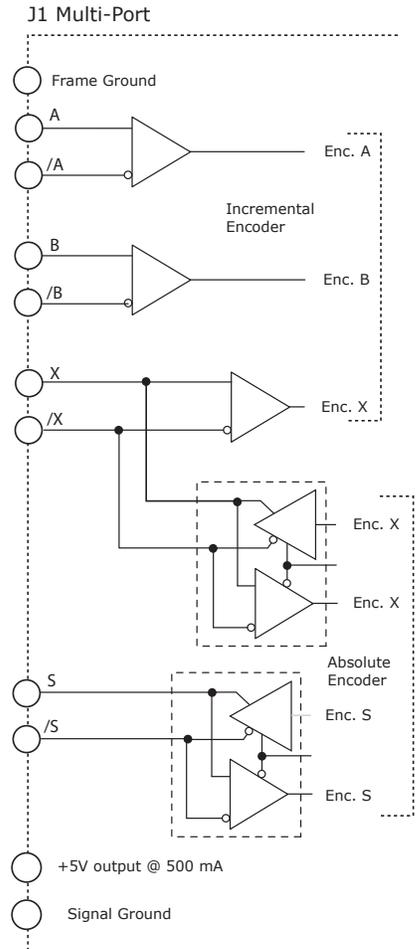 J1 Multi-Port
Frame Ground
A
/A
Enc. A
Incremental
Encoder
B
/B
Enc. B
X
/X
Enc. X
Enc. X
Enc. X
Absolute
Encoder
S
/S
Enc. S
Enc. S
+5V output @ 500 mA
Signal Ground